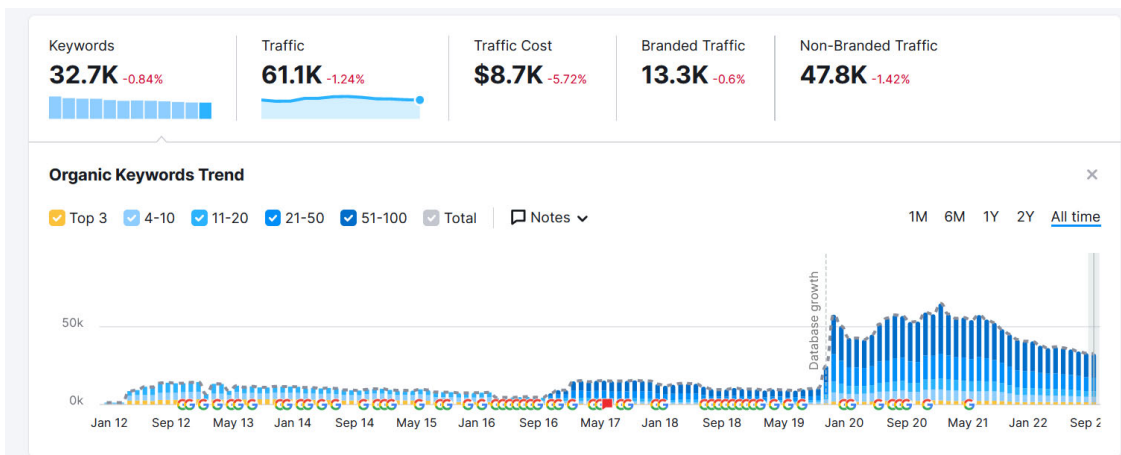 Keywords Traffic Traffic Cost Branded Traffic Non-Branded Traffic
32.7K -0.84% 61.1K -1.24% $8.7K -5.72% 13.3K -0.6% 47.8K -1.42%
Organic Keywords Trend
Top 3 4-10 11-20 21-50 51-100 Total Notes 1M 6M 1Y 2Y All time
Database growth
50k
0k
Jan 12 Sep 12 May 13 Jan 14 Sep 14 May 15 Jan 16 Sep 16 May 17 Jan 18 Sep 18 May 19 Jan 20 Sep 20 May 21 Jan 22 Sep 2